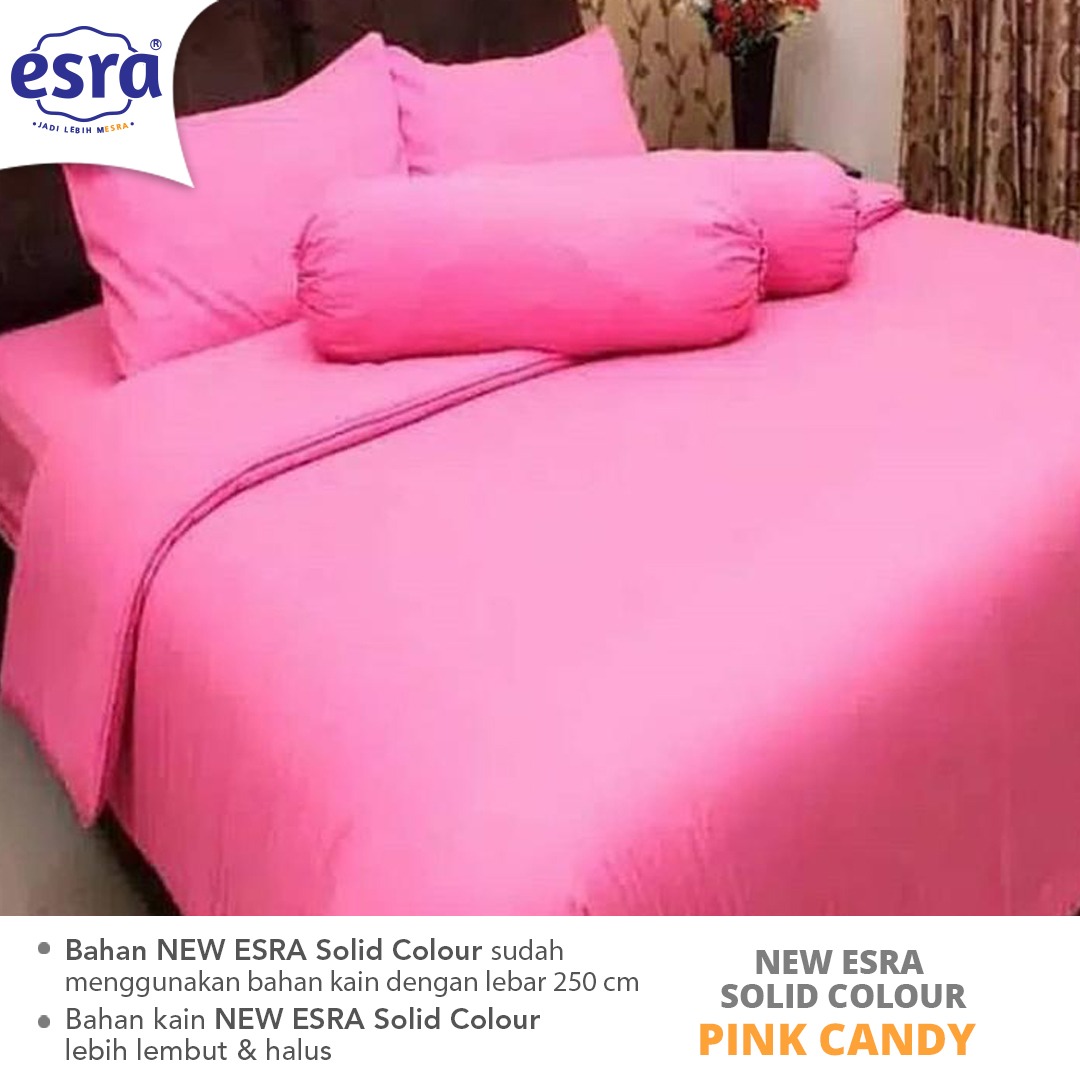 esra®
•JADI LEBIH MESRA•
• Bahan NEW ESRA Solid Colour sudah
menggunakan bahan kain dengan lebar 250 cm
• Bahan kain NEW ESRA Solid Colour
lebih lembut & halus
NEW ESRA
SOLID COLOUR
PINK CANDY